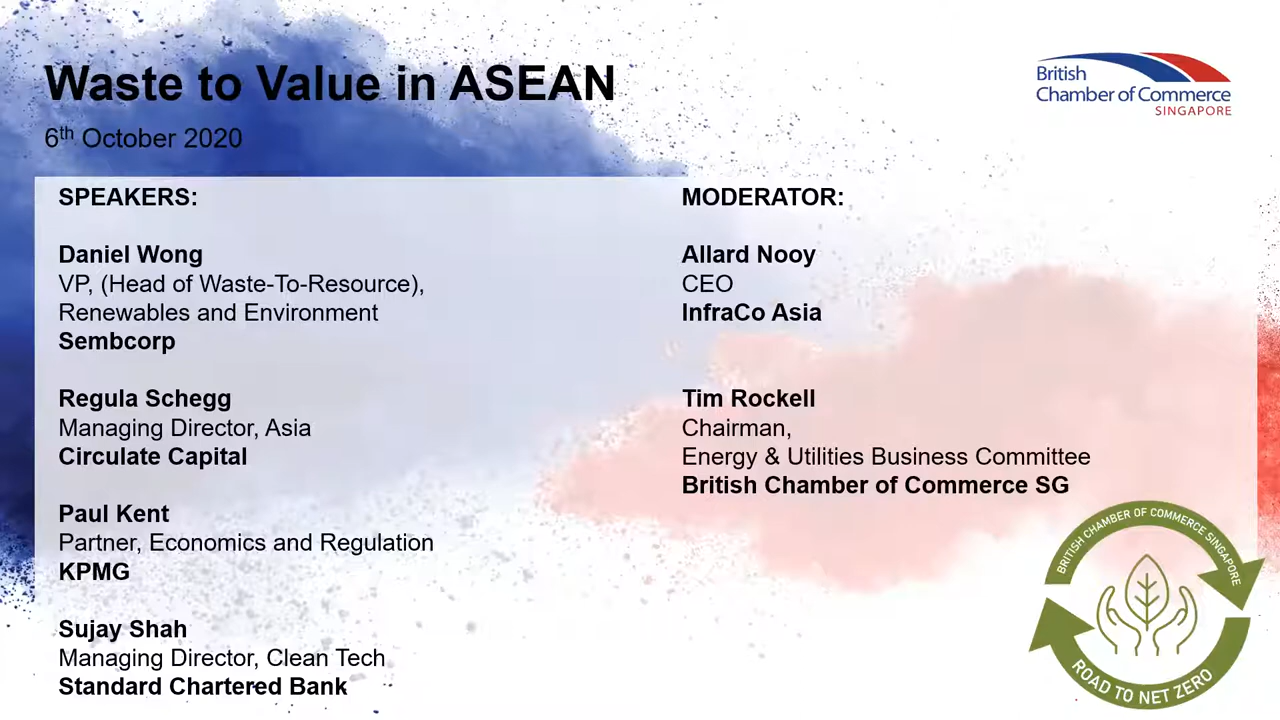 Waste to Value in ASEAN
6th October 2020
British
Chamber of Commerce
SINGAPORE
SPEAKERS:
Daniel Wong
VP, (Head of Waste-To-Resource),
Renewables and Environment
Sembcorp
Regula Schegg
Managing Director, Asia
Circulate Capital
Paul Kent
Partner, Economics and Regulation
KPMG
Sujay Shah
Managing Director, Clean Tech
Standard Chartered Bank
MODERATOR:
Allard Nooy
CEO
InfraCo Asia
Tim Rockell
Chairman,
Energy & Utilities Business Committee
British Chamber of Commerce SG
BRITISH CHAMBER OF COMMERCE SINGAPORE
ROAD TO NET ZERO